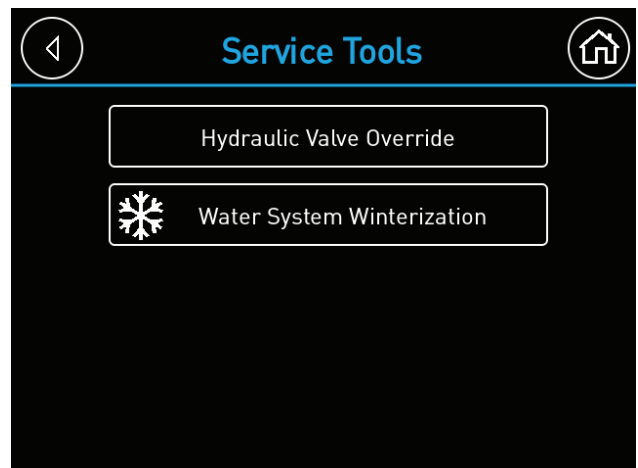 Service Tools
Hydraulic Valve Override
Water System Winterization